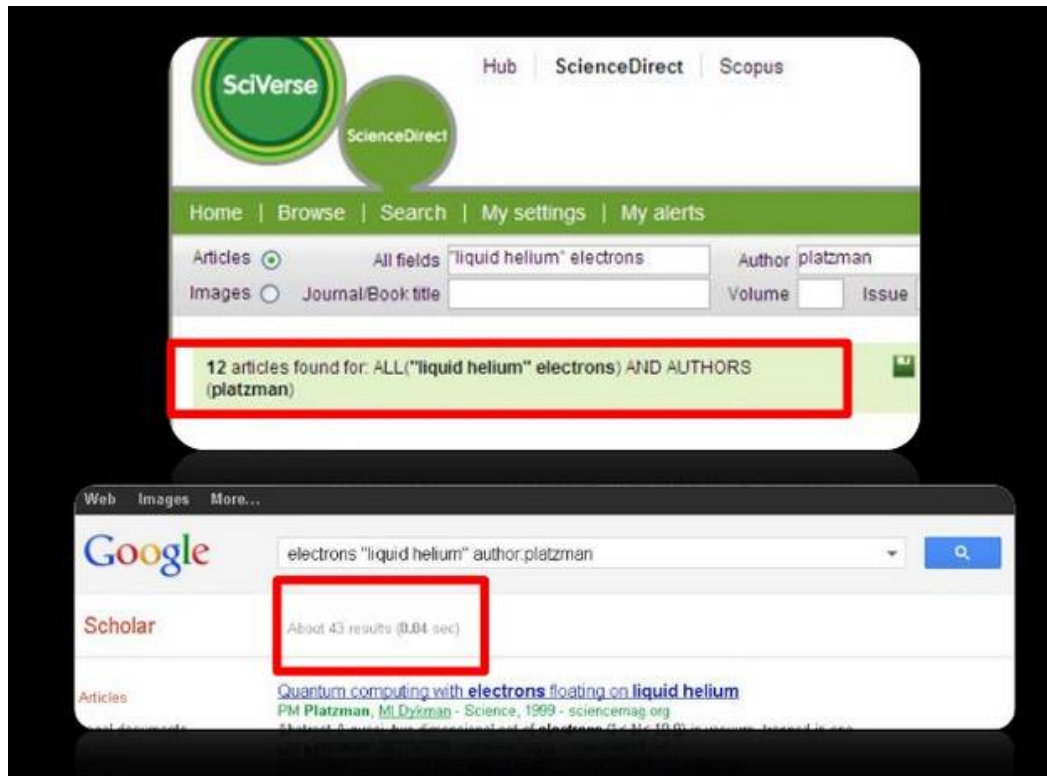 SciVerse
ScienceDirect
Hub | ScienceDirect | Scopus
Home | Browse | Search | My settings | My alerts
Articles All fields "liquid helium" electrons Author platzman
Images Journal/Book title Volume Issue
12 articles found for: ALL("liquid helium" electrons) AND AUTHORS
(platzman)
Web Images More...
Google electrons "liquid helium" author:platzman
Scholar About 43 results (0.04 sec)
Articles Quantum computing with electrons floating on liquid helium
PM Platzman, MI Dykman - Science, 1999 - sciencemag.org